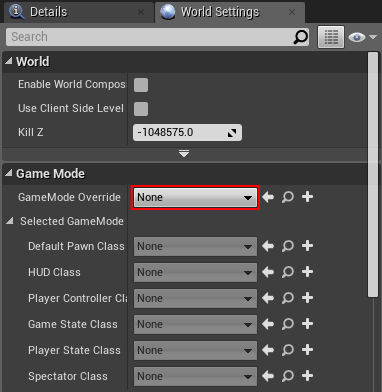 Details
World Settings
Search
World
Enable World Compos
Use Client Side Level
Kill Z
-1048575.0
Game Mode
GameMode Override
None
Selected GameMode
Default Pawn Class
None
HUD Class
None
Player Controller Cla
None
Game State Class
None
Player State Class
None
Spectator Class
None